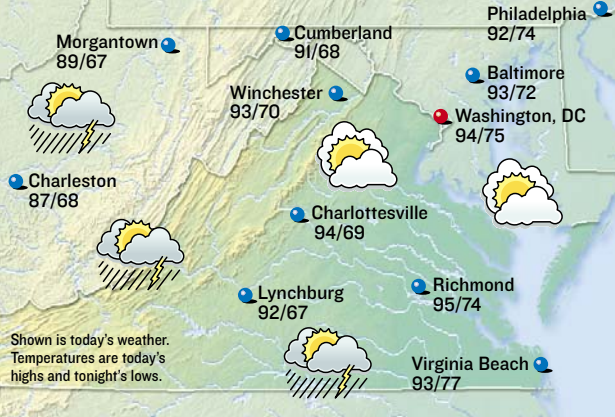 Philadelphia
92/74
Cumberland
91/68
Morgantown
89/67
Baltimore
93/72
Winchester
93/70
Washington, DC
94/75
Charleston
87/68
Charlottesville
94/69
Richmond
95/74
Lynchburg
92/67
Shown is today's weather.
Temperatures are today's
highs and tonight's lows.
Virginia Beach
93/77